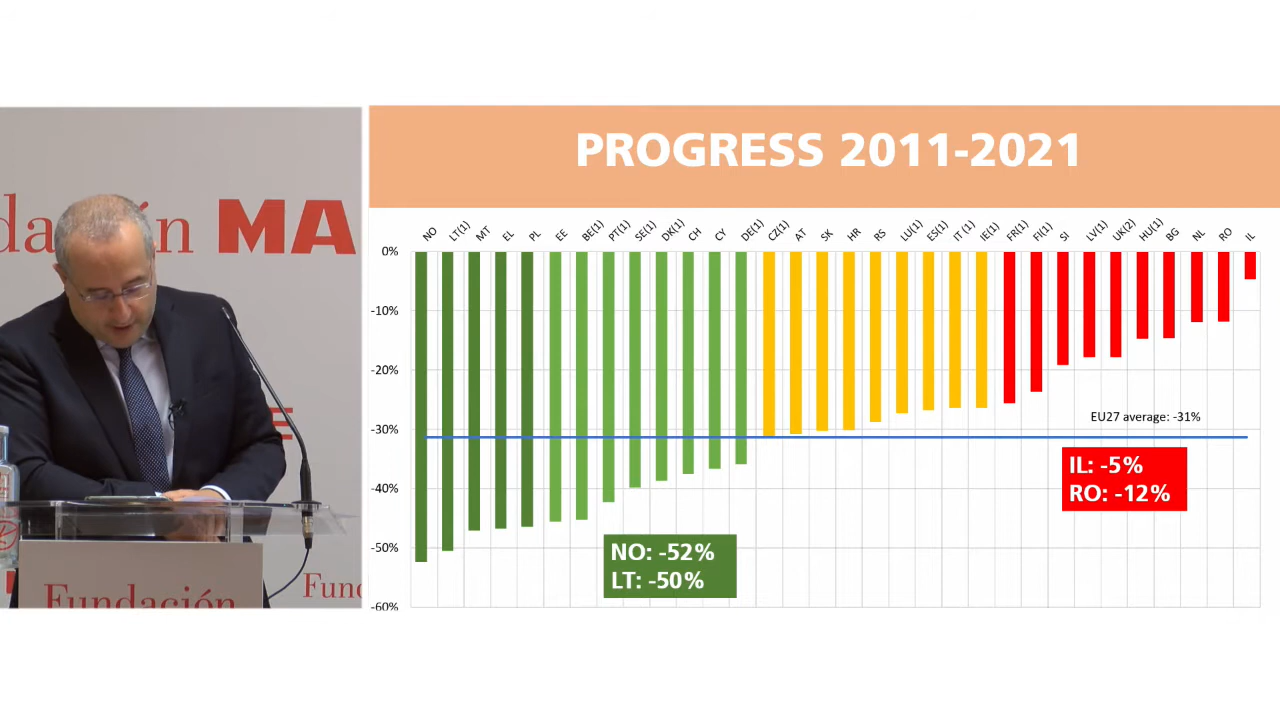 dación MA
E
Fundación
Fund
PROGRESS 2011-2021
NO LT(1) MT EL PL EE BE(1) PT(1) SE(1) DK(1) CH CY DE(1) CZ(1) AT SK HR RS LU(1) ES(1) IT (1) IE(1) FR(1) FI(1) SI LV(1) UK(2) HU(1) BG NL RO IL
0%
-10%
-20%
-30%
-40%
-50%
-60%
EU27 average: -31%
IL: -5%
RO: -12%
NO: -52%
LT: -50%